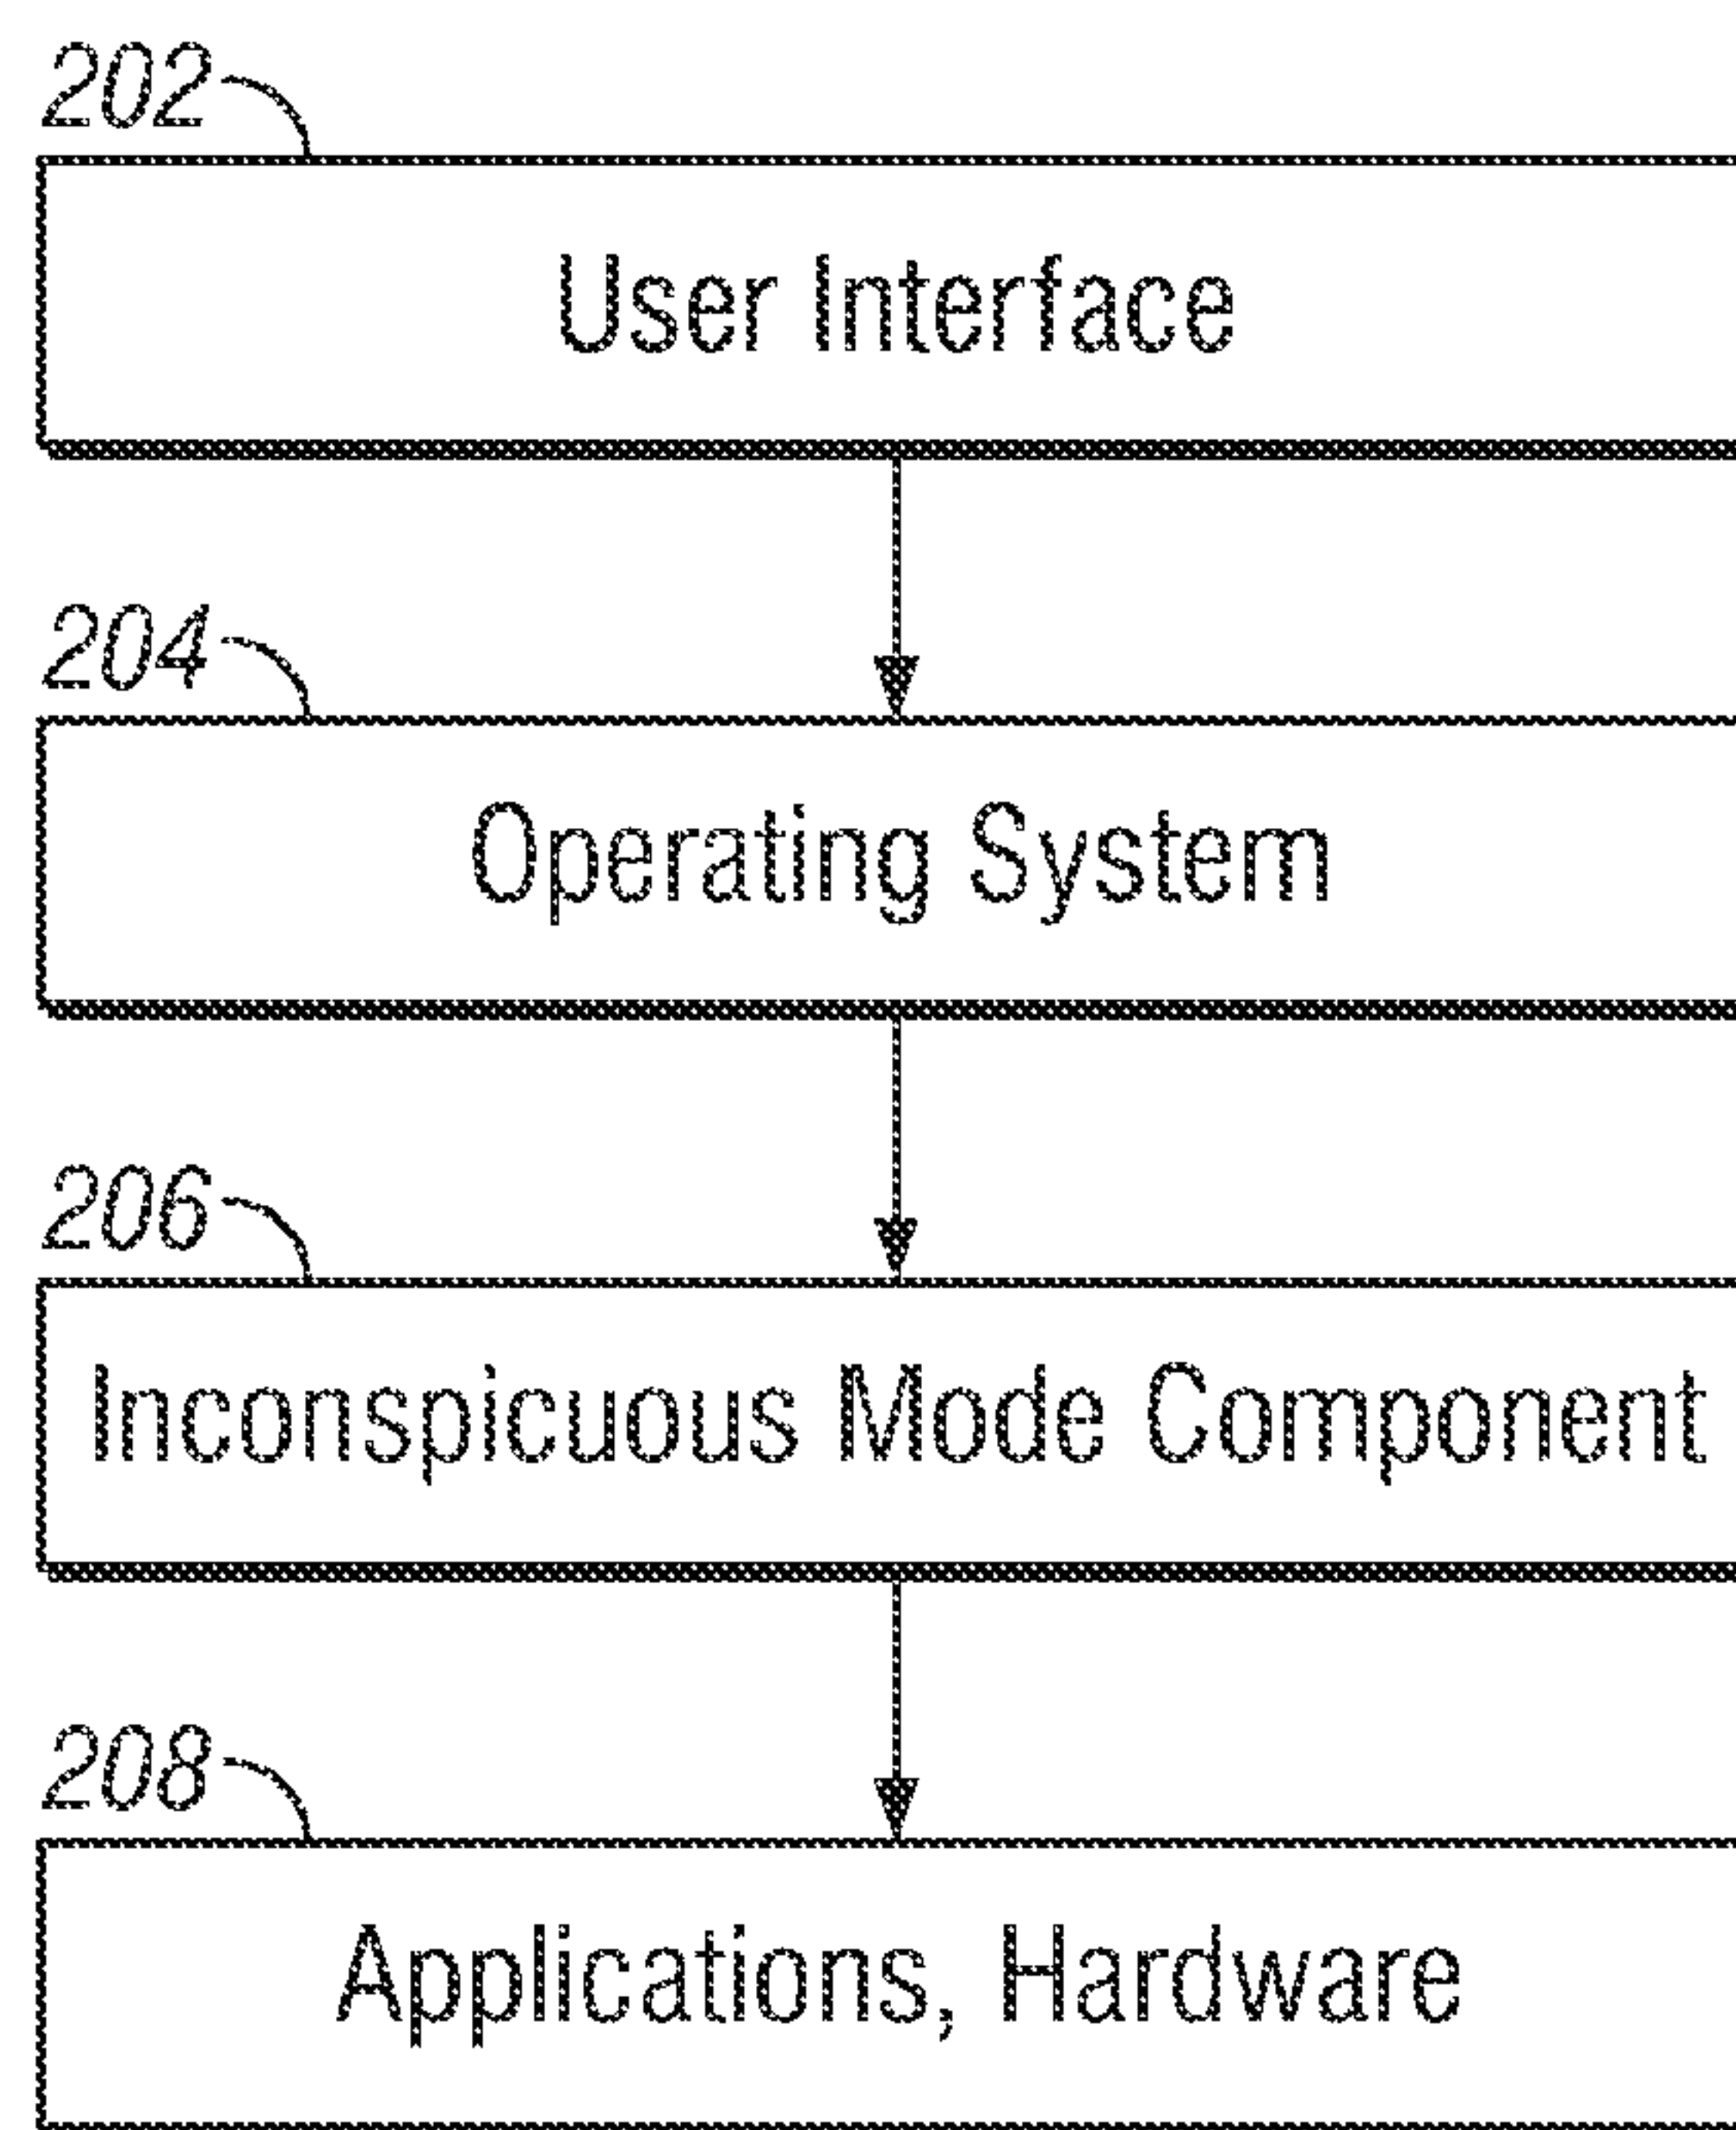 202
User Interface
204
Operating System
206
Inconspicuous Mode Component
208
Applications, Hardware